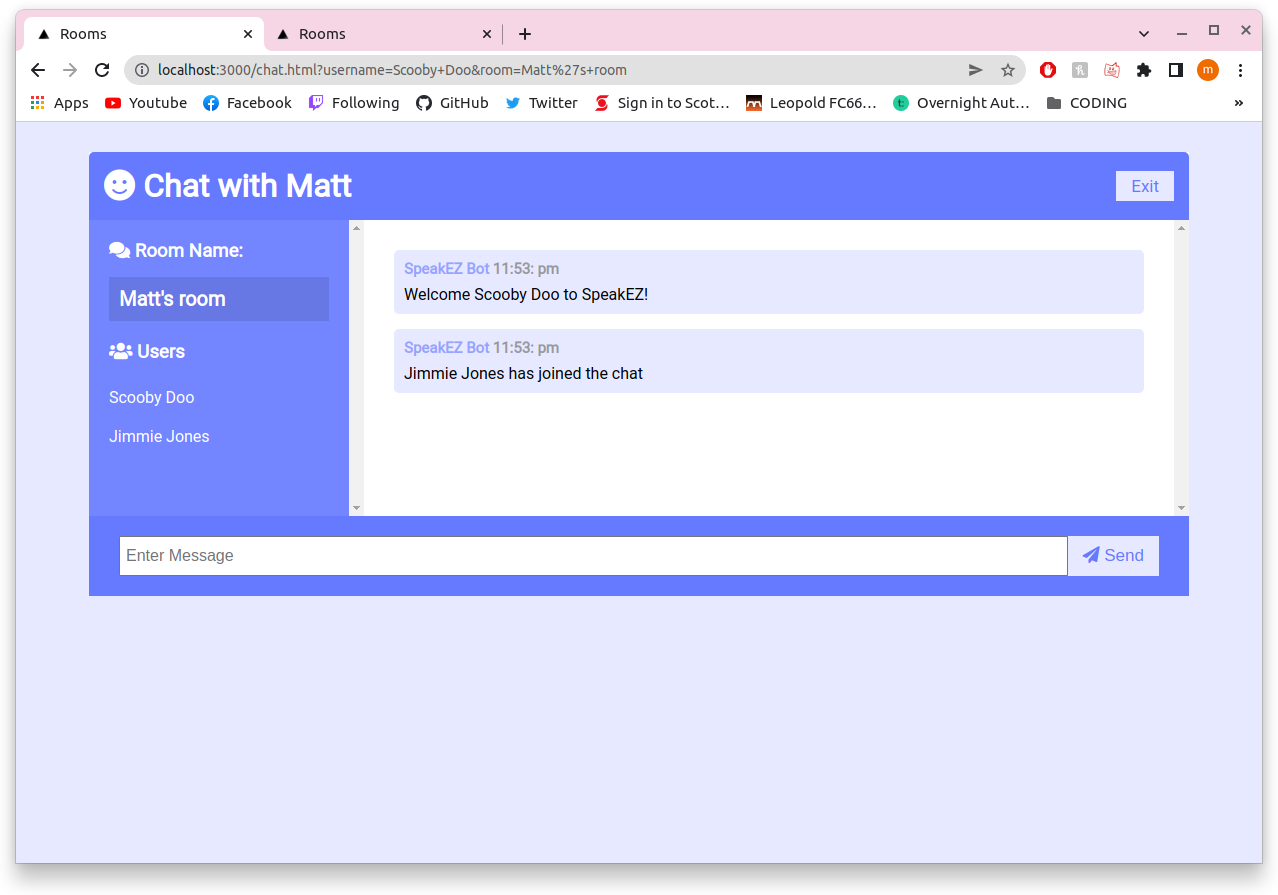 Rooms
Rooms
localhost:3000/chat.html?username=Scooby+Doo&room=Matt%27s+room
m
Apps Youtube Facebook Following GitHub Twitter Sign in to Scot… Leopold FC66… Overnight Aut… CODING »
Chat with Matt
Exit
Room Name:
Matt's room
Users
Scooby Doo
Jimmie Jones
SpeakEZ Bot 11:53: pm
Welcome Scooby Doo to SpeakEZ!
SpeakEZ Bot 11:53: pm
Jimmie Jones has joined the chat
Enter Message
Send